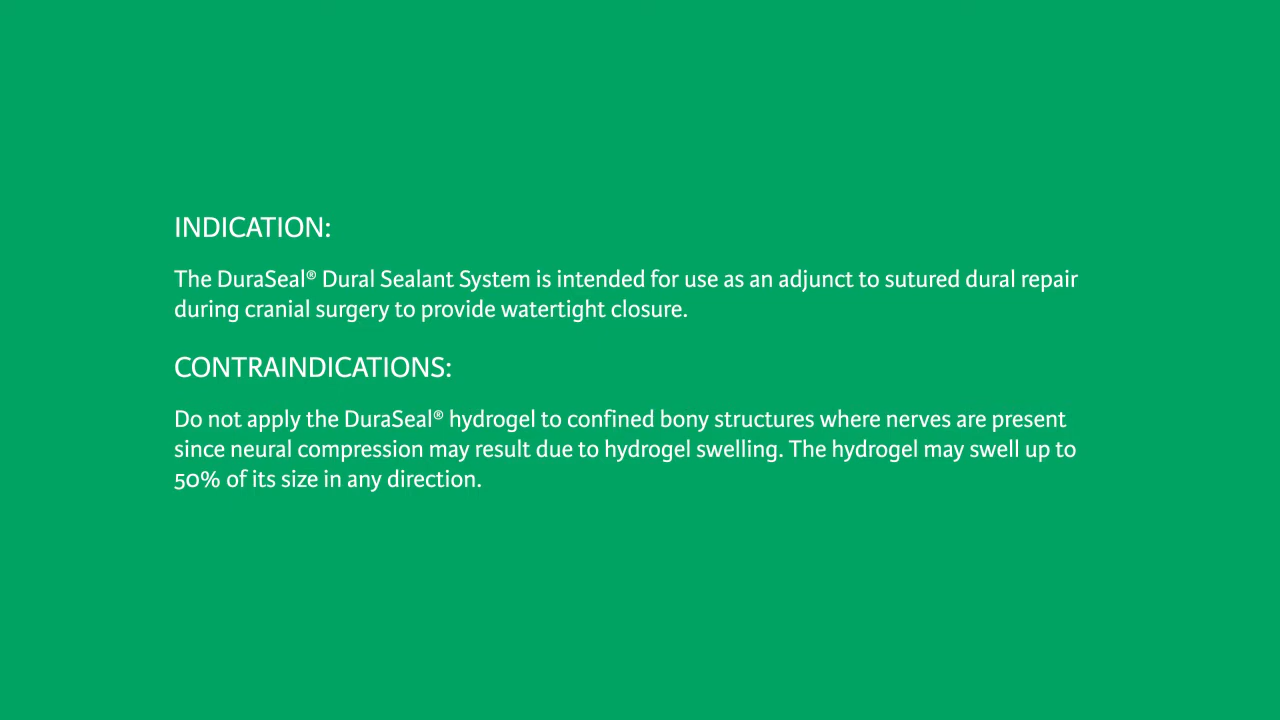 INDICATION:
The DuraSeal® Dural Sealant System is intended for use as an adjunct to sutured dural repair
during cranial surgery to provide watertight closure.
CONTRAINDICATIONS:
Do not apply the DuraSeal® hydrogel to confined bony structures where nerves are present
since neural compression may result due to hydrogel swelling. The hydrogel may swell up to
50% of its size in any direction.